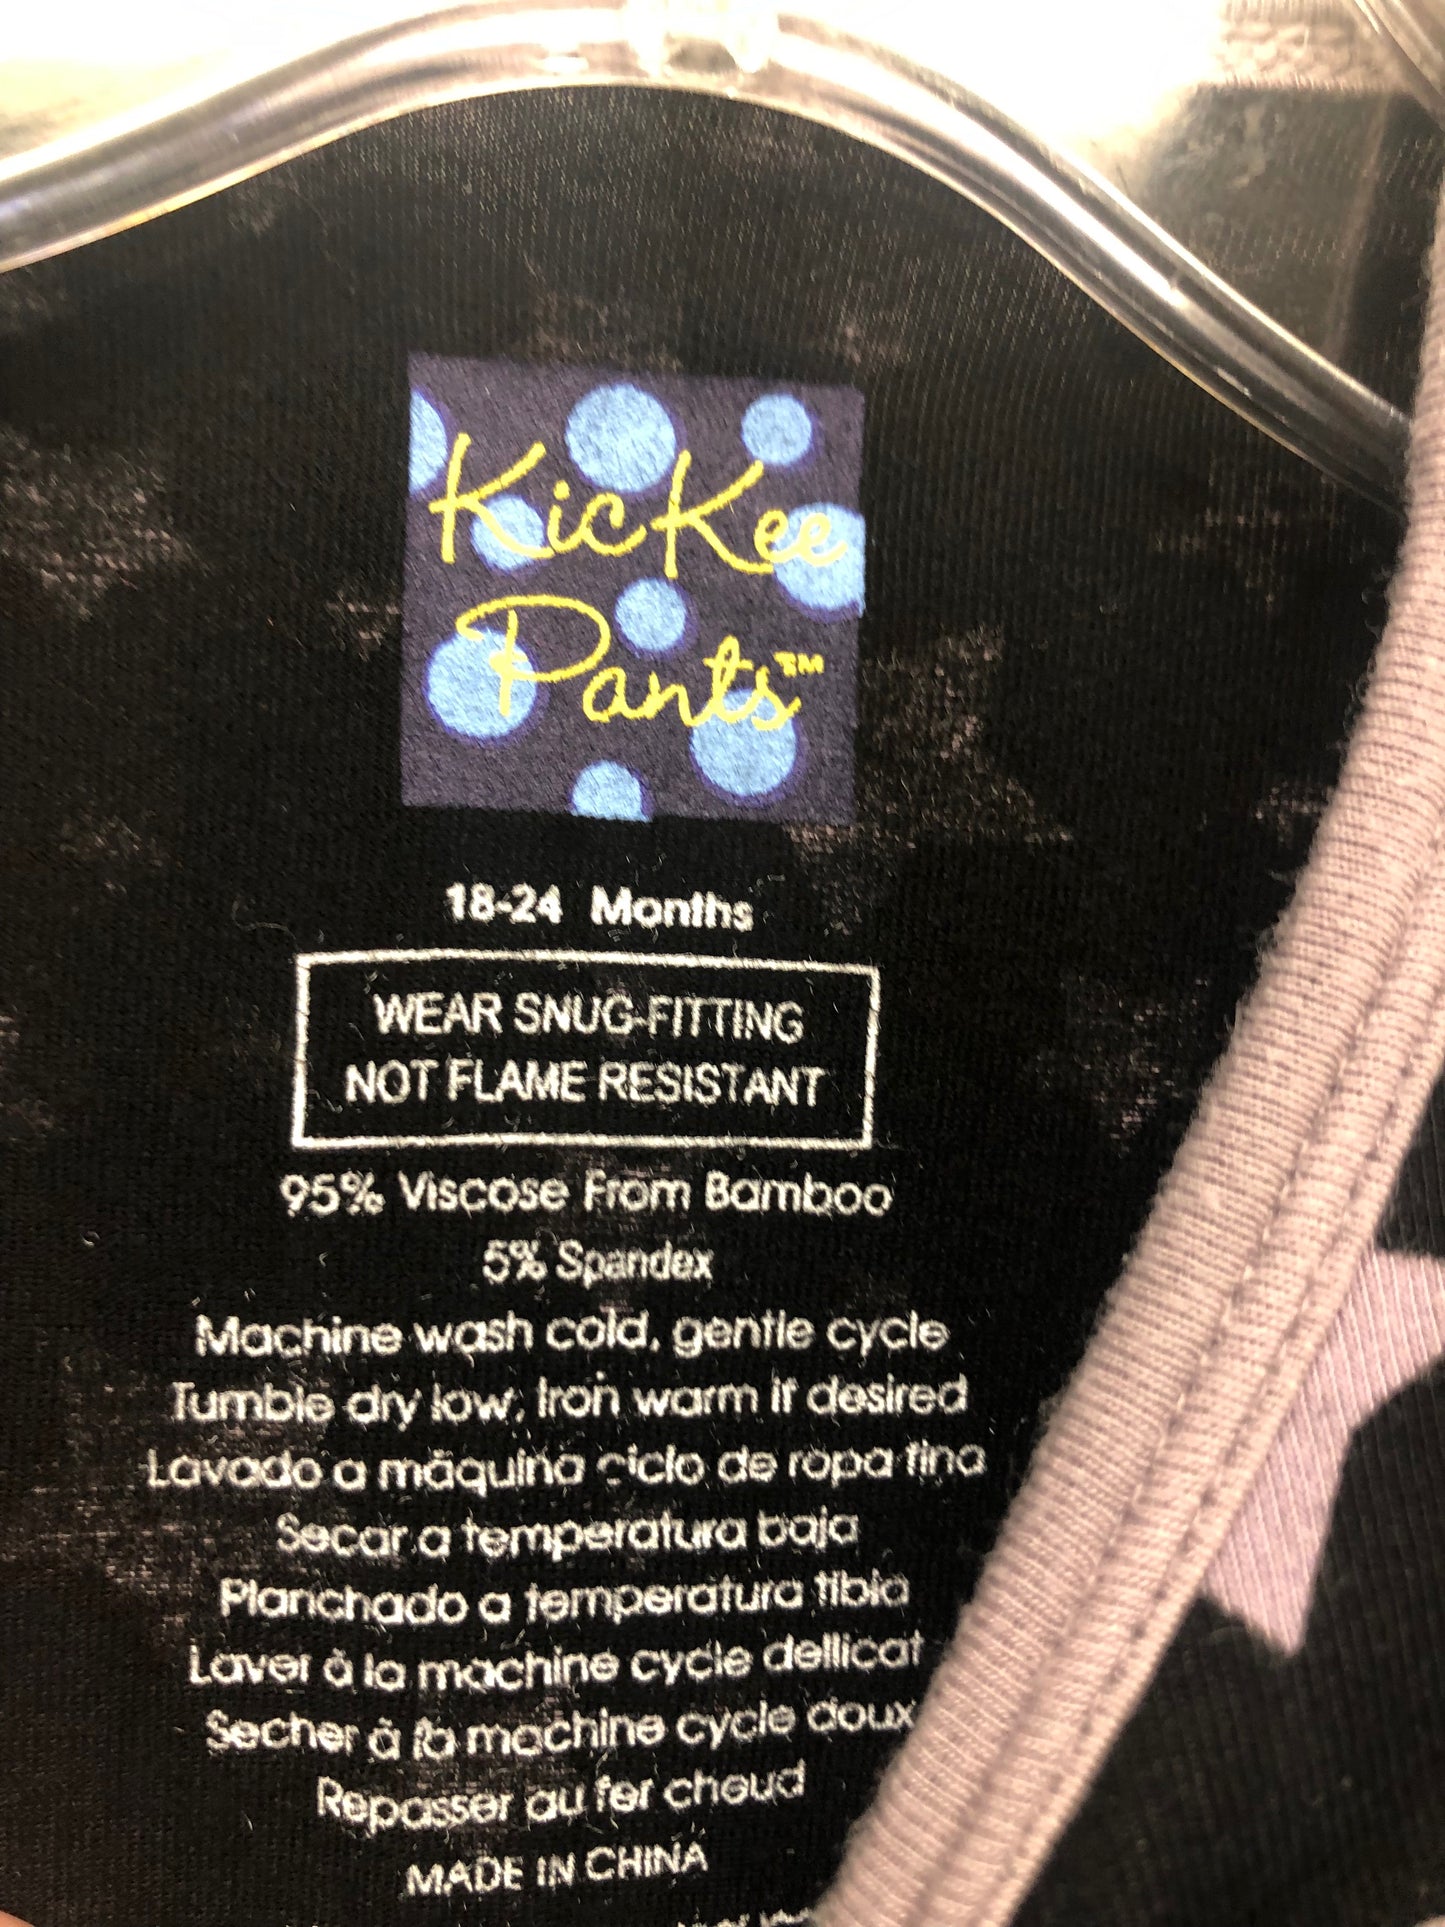 KicKee
Pants™
18-24 Months
WEAR SNUG-FITTING
NOT FLAME RESISTANT
95% Viscose From Bamboo
5% Spandex
Machine wash cold, gentle cycle
Tumble dry low, Iron warm if desired
Lavado a máquina ciclo de ropa fina
Secar a temperatura baja
Planchado a temperatura tibia
Laver à la machine cycle dellicat
Secher à la machine cycle doux
Repasser au fer choud
MADE IN CHINA